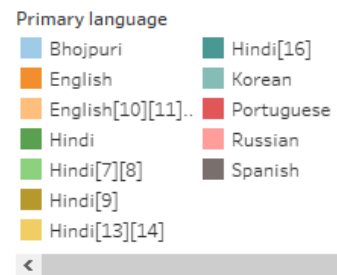 Primary language
Bhojpuri
English
English[10][11]..
Hindi
Hindi[7][8]
Hindi[9]
Hindi[13][14]
Hindi[16]
Korean
Portuguese
Russian
Spanish